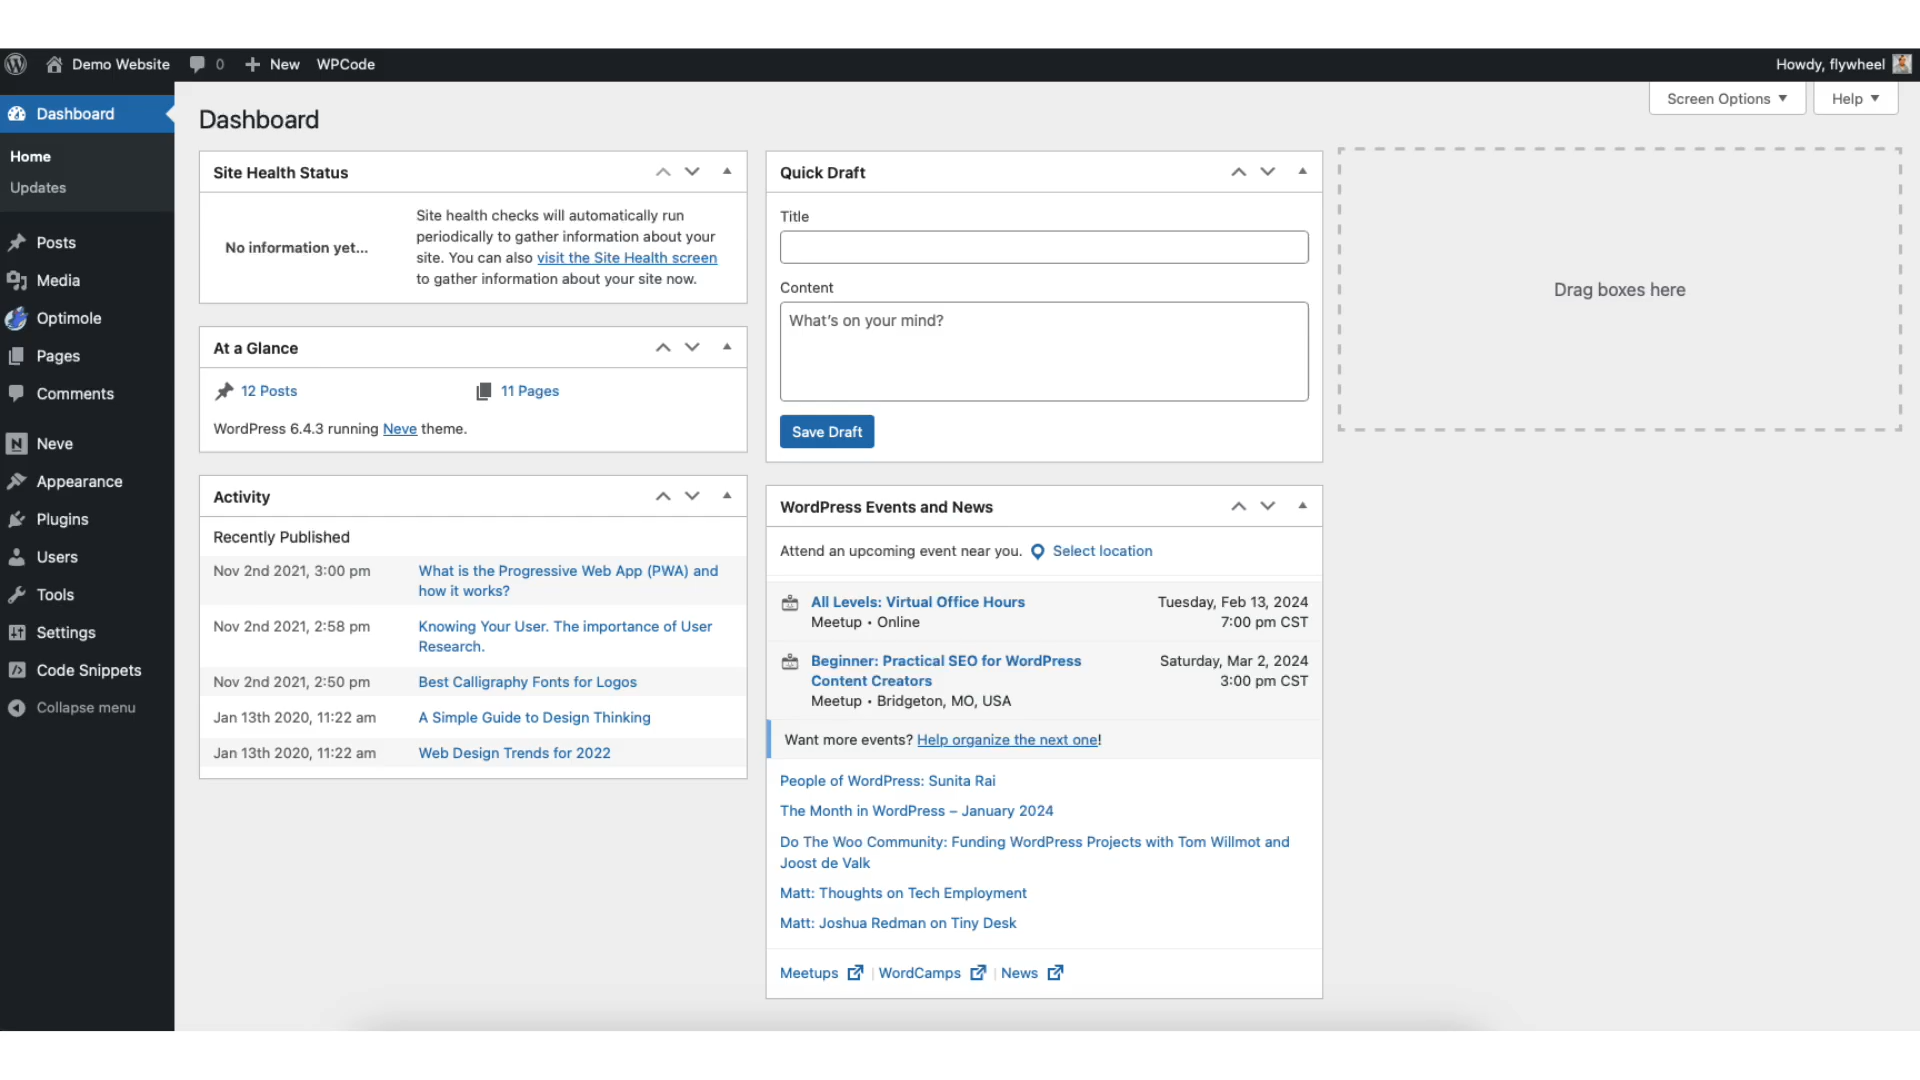 Demo Website
0
New
WPCode
Howdy, flywheel
Dashboard
Home
Updates
Posts
Media
Optimole
Pages
Comments
Neve
Appearance
Plugins
Users
Tools
Settings
Code Snippets
Collapse menu
Screen Options ▼
Help ▼
Dashboard
Site Health Status
No information yet...
Site health checks will automatically run
periodically to gather information about your
site. You can also visit the Site Health screen
to gather information about your site now.
At a Glance
12 Posts
11 Pages
WordPress 6.4.3 running Neve theme.
Activity
Recently Published
Nov 2nd 2021, 3:00 pm
What is the Progressive Web App (PWA) and
how it works?
Nov 2nd 2021, 2:58 pm
Knowing Your User. The importance of User
Research.
Nov 2nd 2021, 2:50 pm
Best Calligraphy Fonts for Logos
Jan 13th 2020, 11:22 am
A Simple Guide to Design Thinking
Jan 13th 2020, 11:22 am
Web Design Trends for 2022
Quick Draft
Title
Content
What's on your mind?
Save Draft
WordPress Events and News
Attend an upcoming event near you. Select location
All Levels: Virtual Office Hours
Meetup • Online
Tuesday, Feb 13, 2024
7:00 pm CST
Beginner: Practical SEO for WordPress
Content Creators
Meetup • Bridgeton, MO, USA
Saturday, Mar 2, 2024
3:00 pm CST
Want more events? Help organize the next one!
People of WordPress: Sunita Rai
The Month in WordPress – January 2024
Do The Woo Community: Funding WordPress Projects with Tom Willmot and
Joost de Valk
Matt: Thoughts on Tech Employment
Matt: Joshua Redman on Tiny Desk
Meetups | WordCamps | News
Drag boxes here